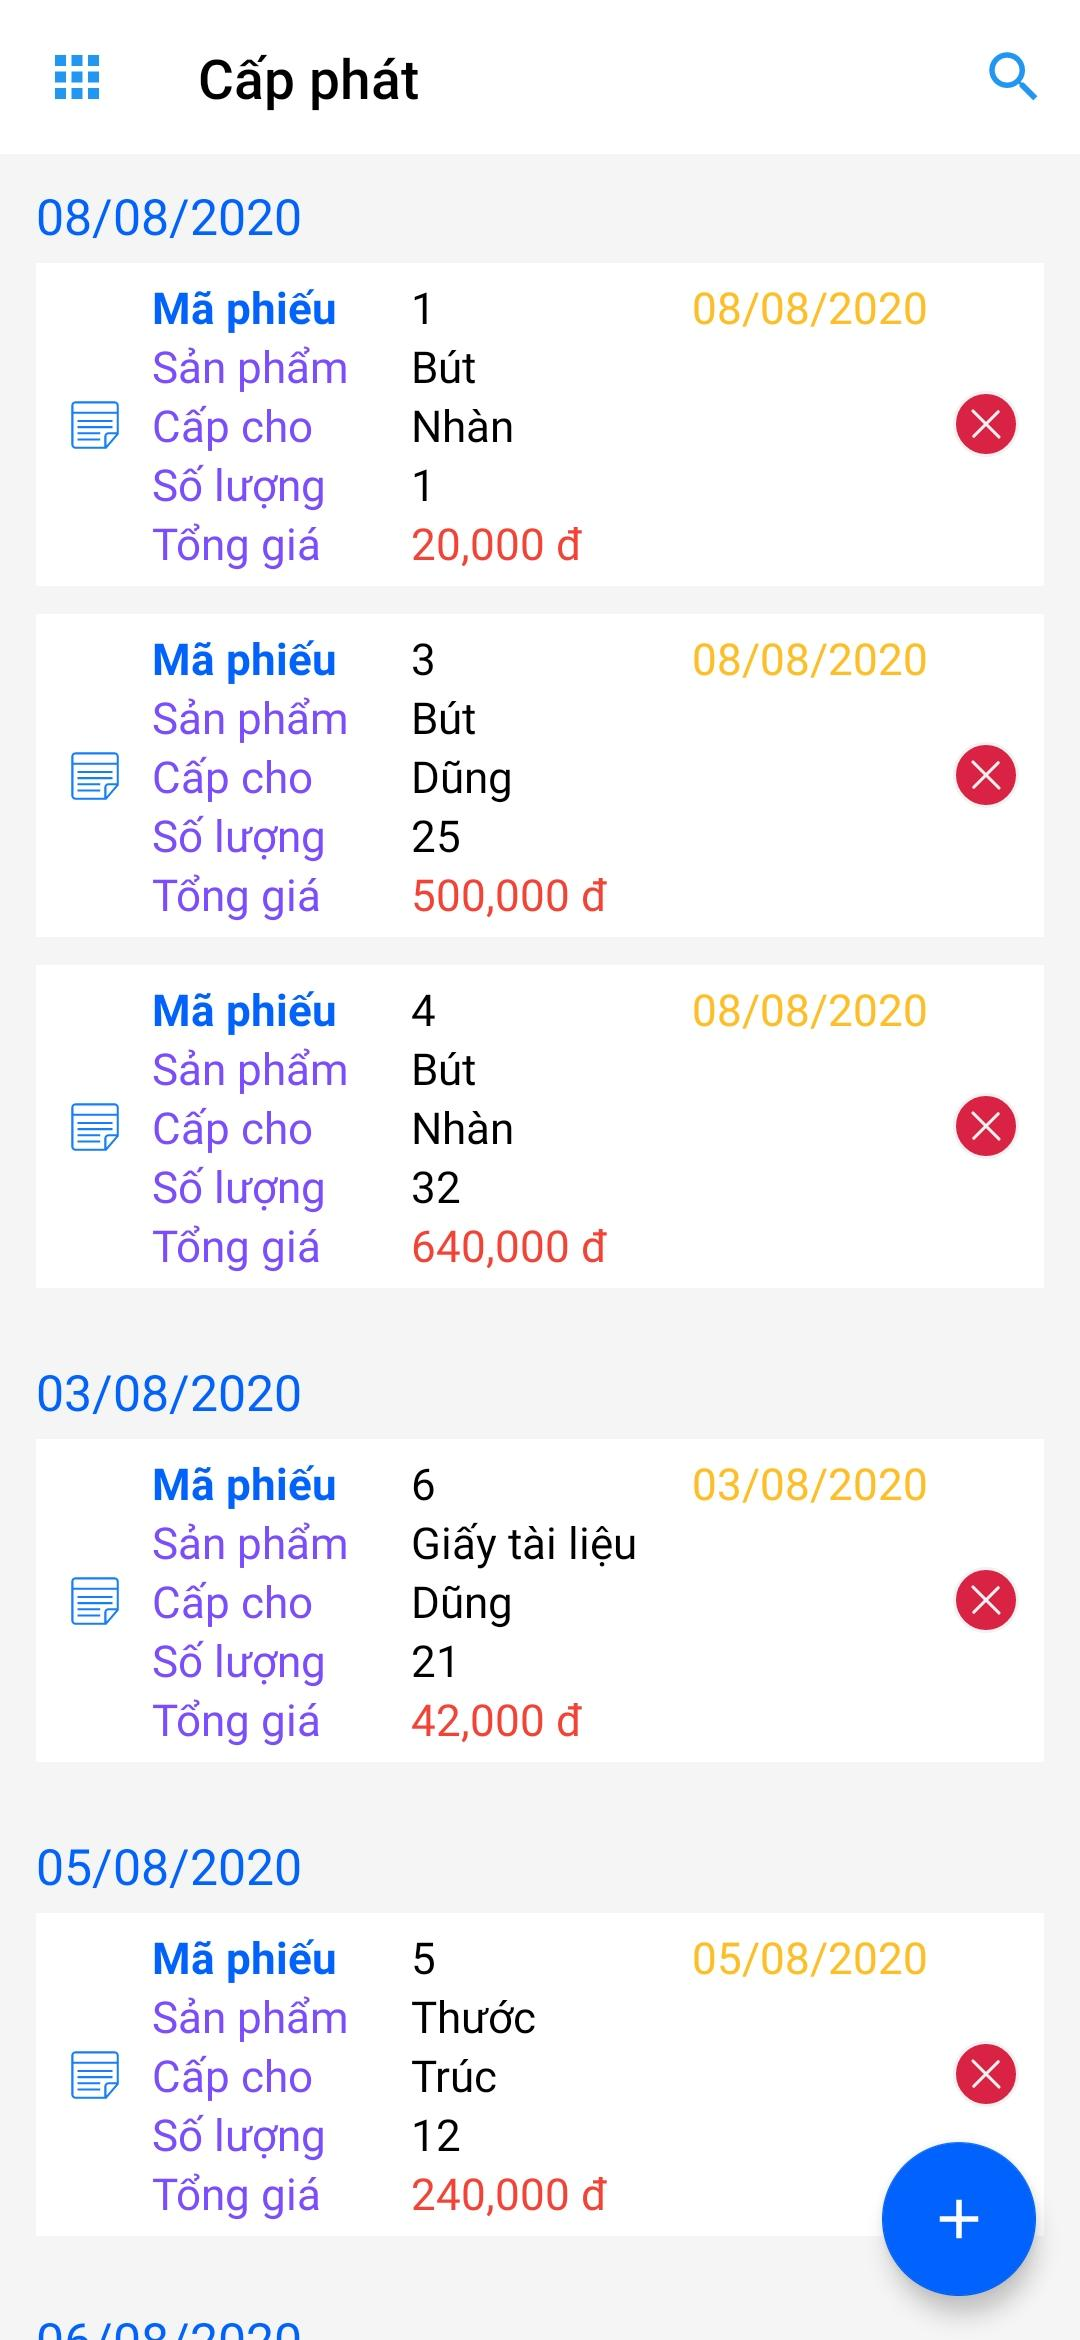 Cấp phát
08/08/2020
Mã phiếu 1 08/08/2020
Sản phẩm Bút
Cấp cho Nhàn
Số lượng 1
Tổng giá 20,000 đ
Mã phiếu 3 08/08/2020
Sản phẩm Bút
Cấp cho Dũng
Số lượng 25
Tổng giá 500,000 đ
Mã phiếu 4 08/08/2020
Sản phẩm Bút
Cấp cho Nhàn
Số lượng 32
Tổng giá 640,000 đ
03/08/2020
Mã phiếu 6 03/08/2020
Sản phẩm Giấy tài liệu
Cấp cho Dũng
Số lượng 21
Tổng giá 42,000 đ
05/08/2020
Mã phiếu 5 05/08/2020
Sản phẩm Thước
Cấp cho Trúc
Số lượng 12
Tổng giá 240,000 đ
06/08/2020